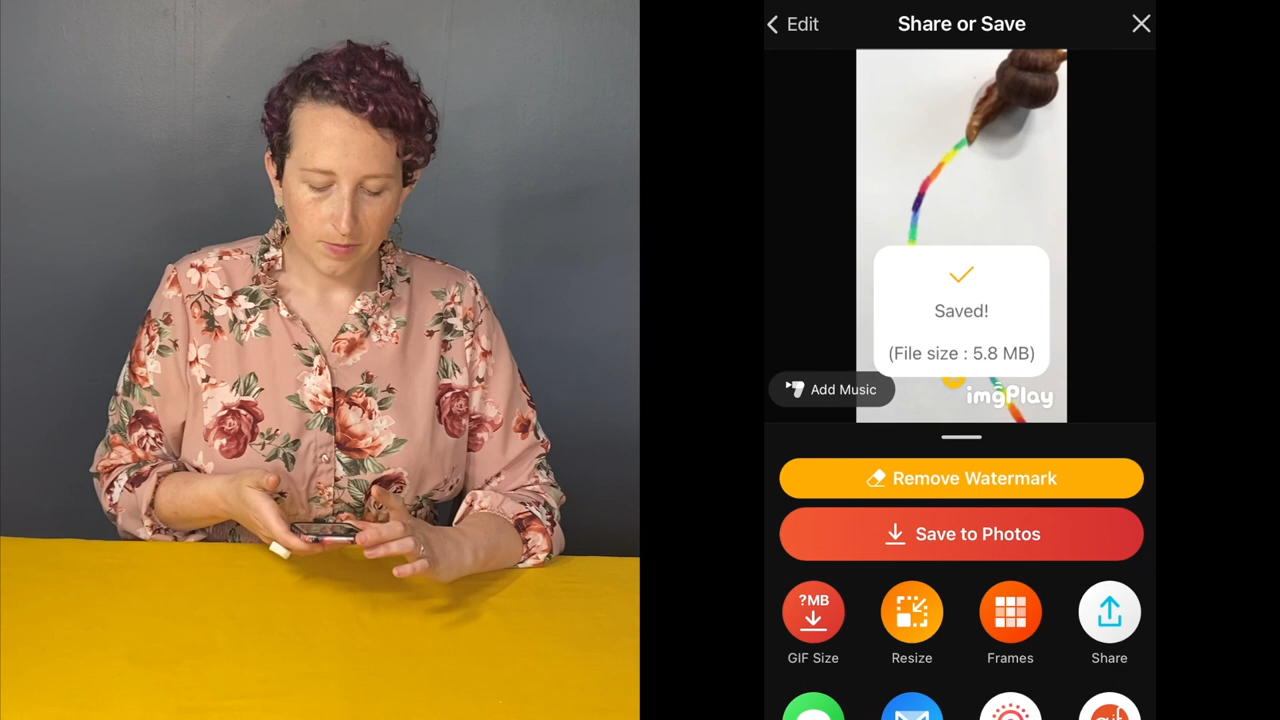 Edit
Share or Save
Saved!
(File size : 5.8 MB)
Add Music
imgPlay
Remove Watermark
Save to Photos
?MB
GIF Size
Resize
Frames
Share
gif